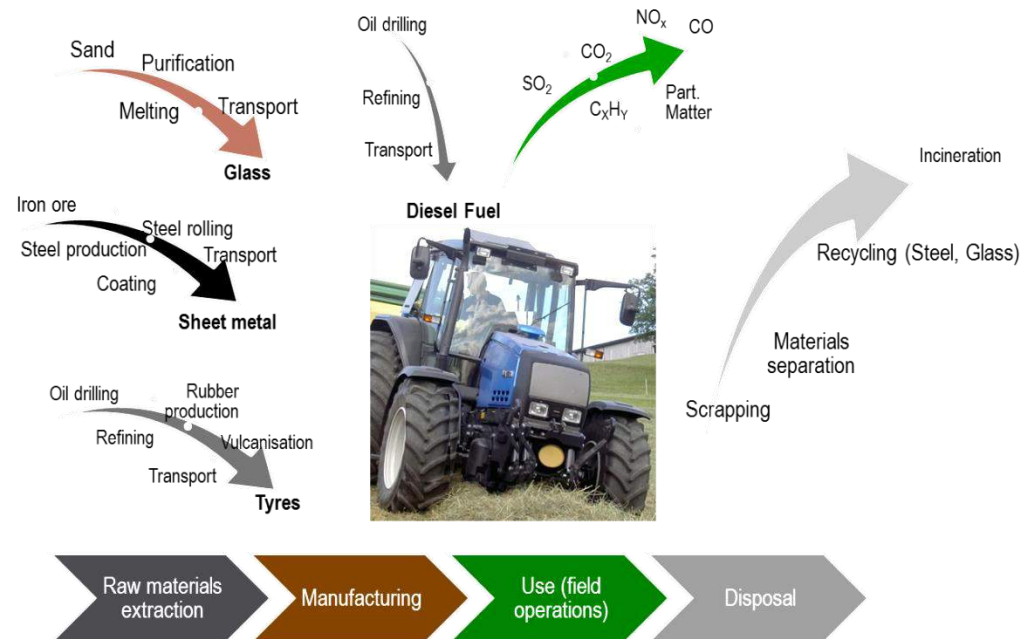 Sand
Purification
Melting
Transport
Glass
Iron ore
Steel rolling
Steel production
Transport
Coating
Sheet metal
Oil drilling
Rubber
production
Refining
Vulcanisation
Transport
Tyres
Oil drilling
Refining
Transport
Diesel Fuel
SO₂
CO₂
NOₓ
CO
CₓHᵧ
Part.
Matter
Incineration
Recycling (Steel, Glass)
Materials
separation
Scrapping
Raw materials
extraction
Manufacturing
Use (field
operations)
Disposal